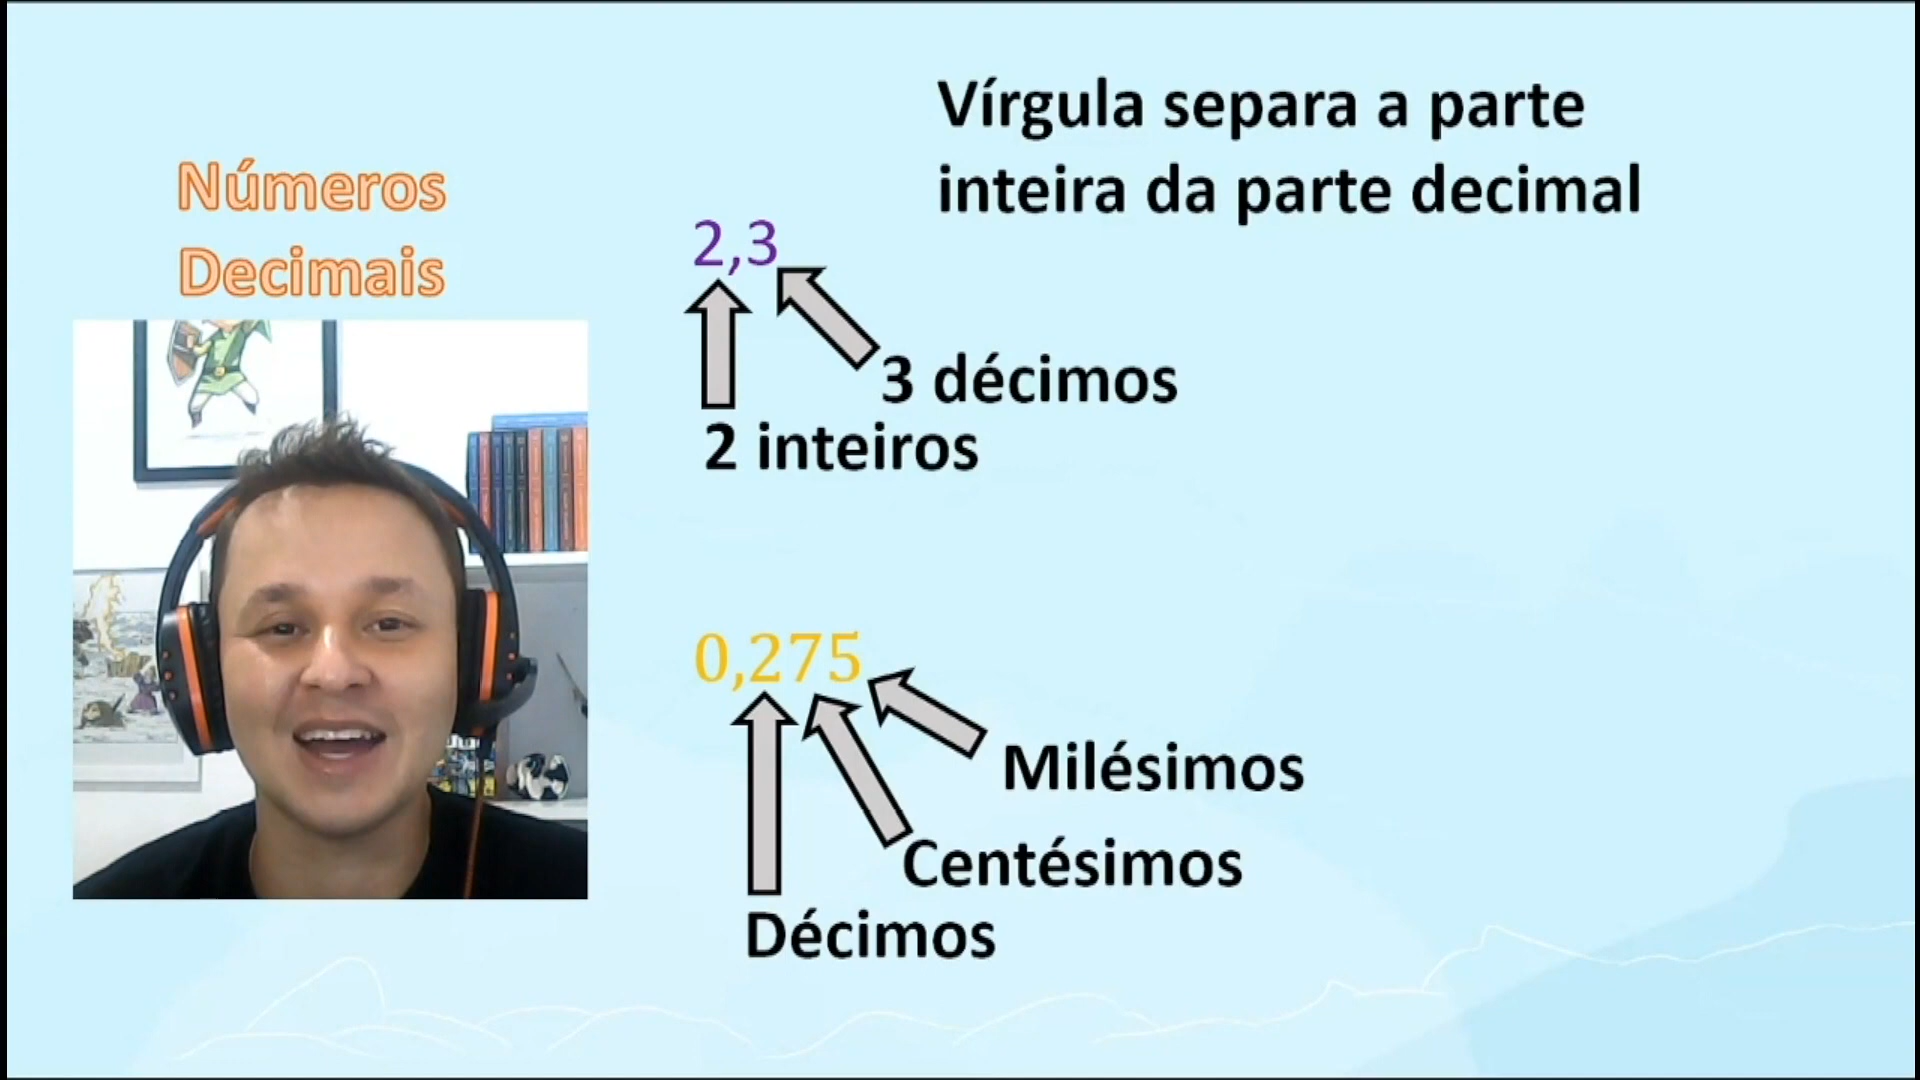 Números
Decimais
Vírgula separa a parte
inteira da parte decimal
2,3
3 décimos
2 inteiros
0,275
Milésimos
Centésimos
Décimos